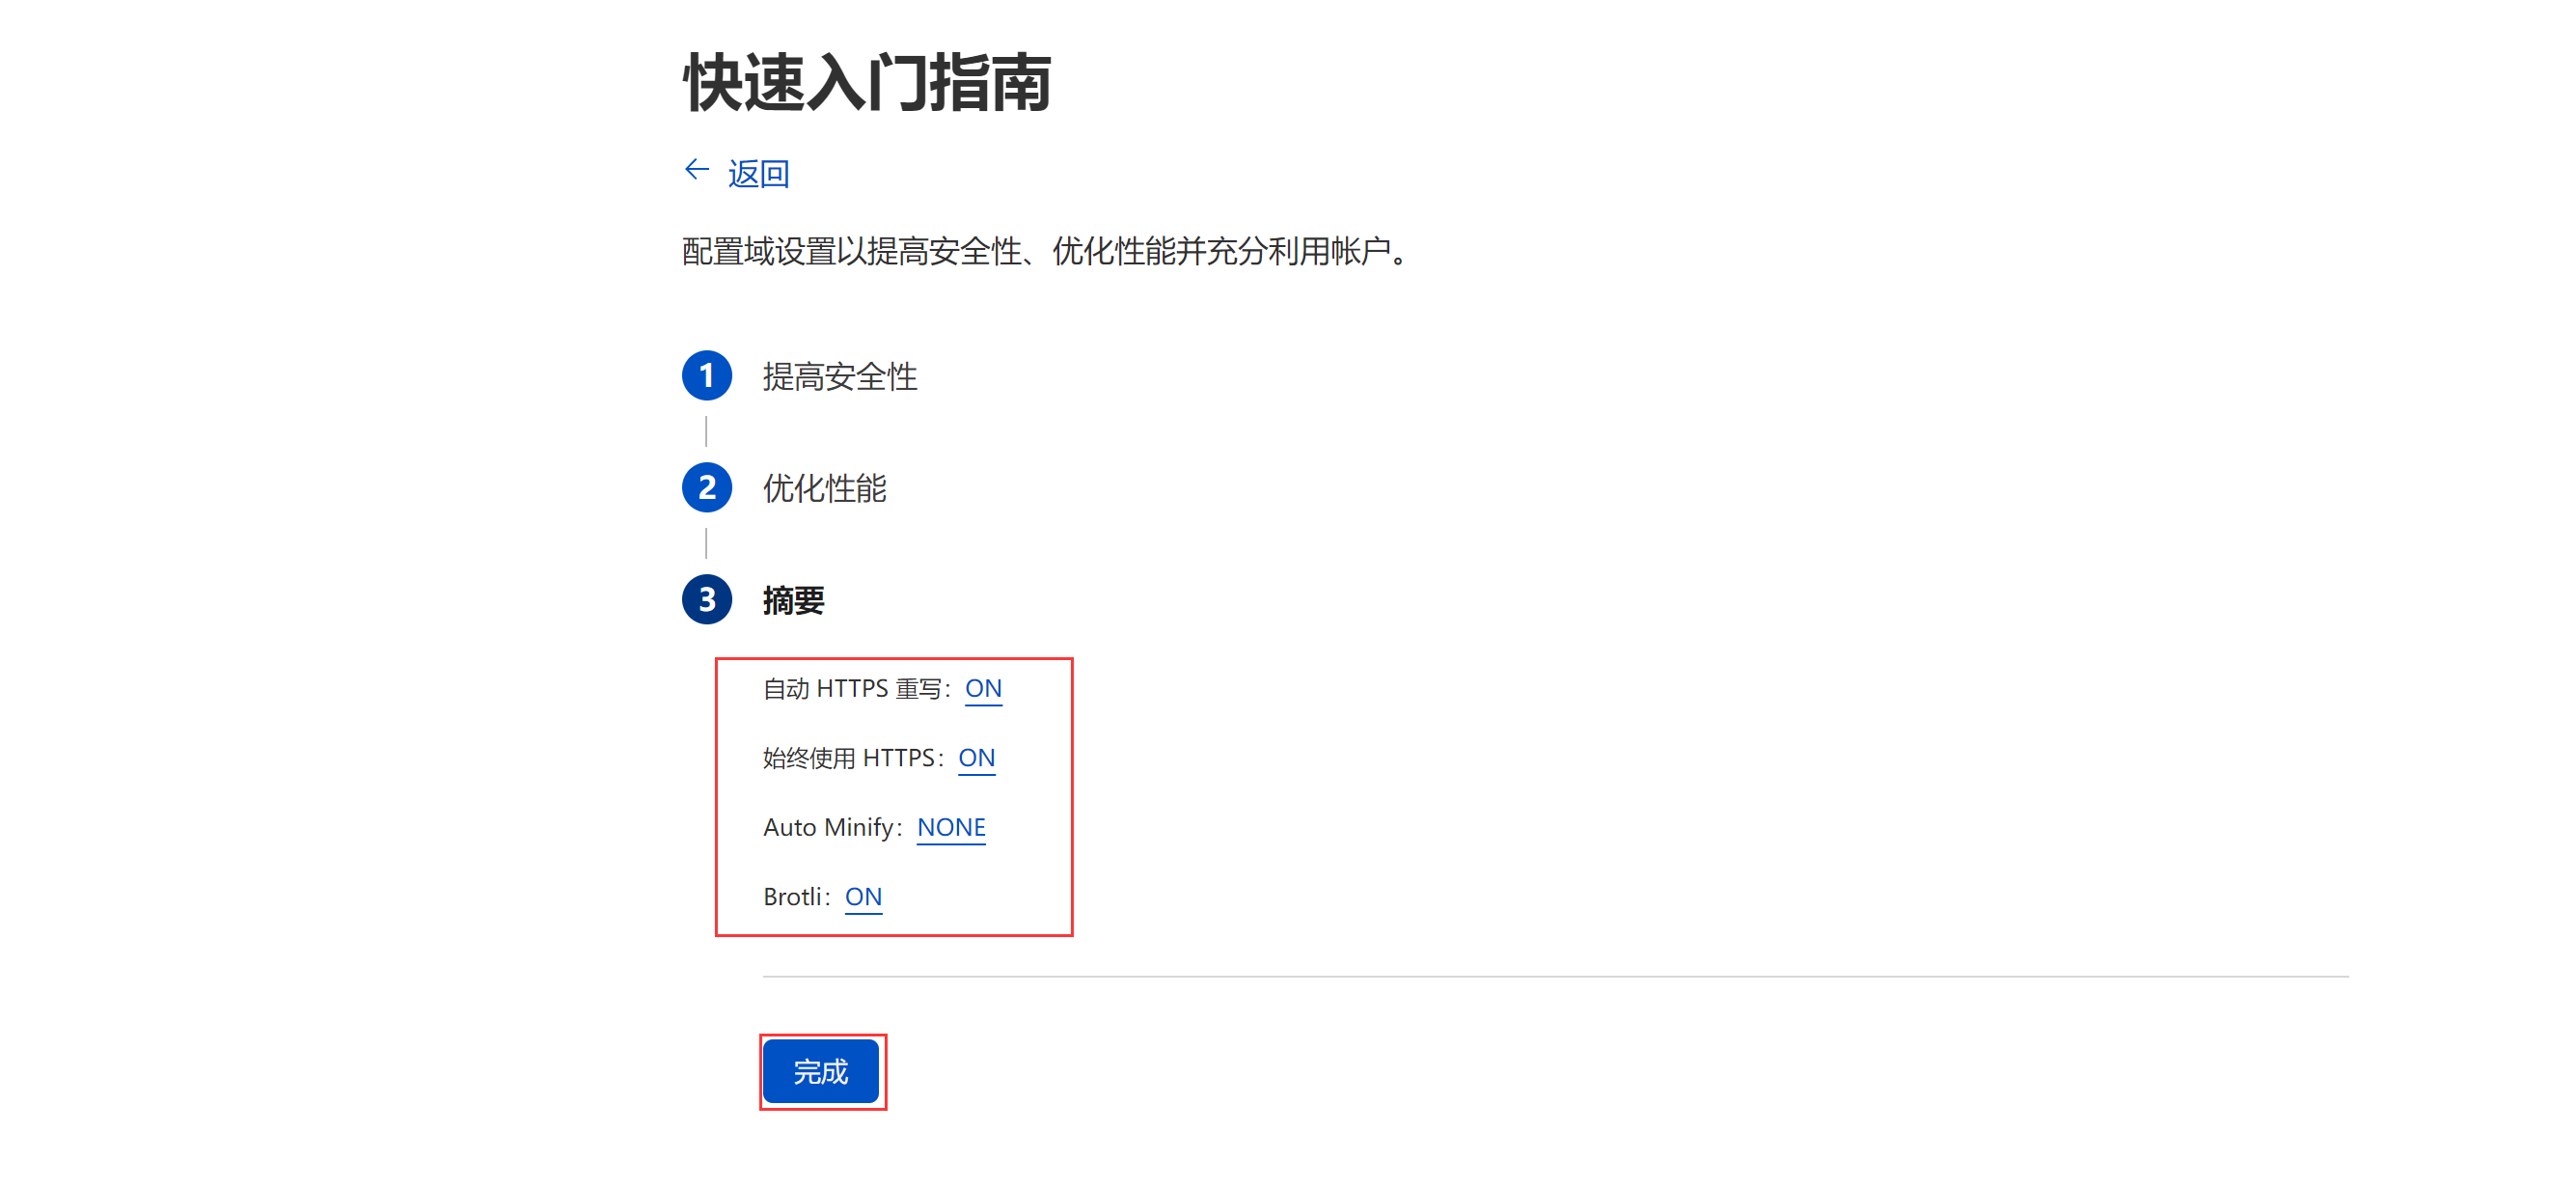 快速入门指南
← 返回
配置域设置以提高安全性、优化性能并充分利用帐户。
1 提高安全性
2 优化性能
3 摘要
自动 HTTPS 重写：ON
始终使用 HTTPS：ON
Auto Minify：NONE
Brotli：ON
完成